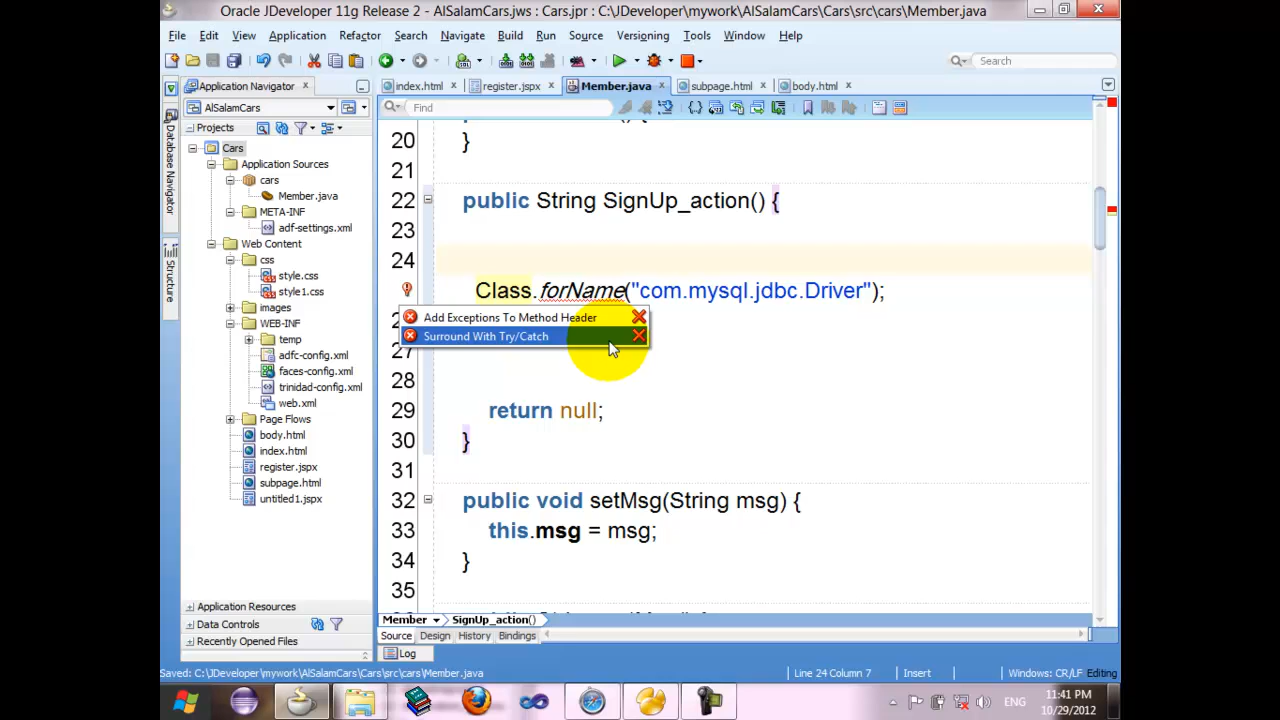 Oracle JDeveloper 11g Release 2 - AlSalamCars.jws : Cars.jpr : C:\JDeveloper\mywork\AlSalamCars\Cars\src\cars\Member.java
File Edit View Application Refactor Search Navigate Build Run Source Versioning Tools Window Help
Search
Application Navigator
index.html register.jspx Member.java subpage.html body.html
AlSalamCars
Find
Projects
Database Navigator
Structure
Cars
Application Sources
cars
Member.java
META-INF
adf-settings.xml
Web Content
css
style.css
style1.css
images
WEB-INF
temp
adfc-config.xml
faces-config.xml
trinidad-config.xml
web.xml
Page Flows
body.html
index.html
register.jspx
subpage.html
untitled1.jspx
Application Resources
Data Controls
Recently Opened Files
20 }
21
22 public String SignUp_action() {
23
24
Class.forName("com.mysql.jdbc.Driver");
Add Exceptions To Method Header
Surround With Try/Catch
27
28
29 return null;
30 }
31
32 public void setMsg(String msg) {
33 this.msg = msg;
34 }
35
Member SignUp_action()
Source Design History Bindings
Log
Saved: C:\JDeveloper\mywork\AlSalamCars\Cars\src\cars\Member.java
Line 24 Column 7 Insert Windows: CR/LF Editing
ENG
11:41 PM
10/29/2012